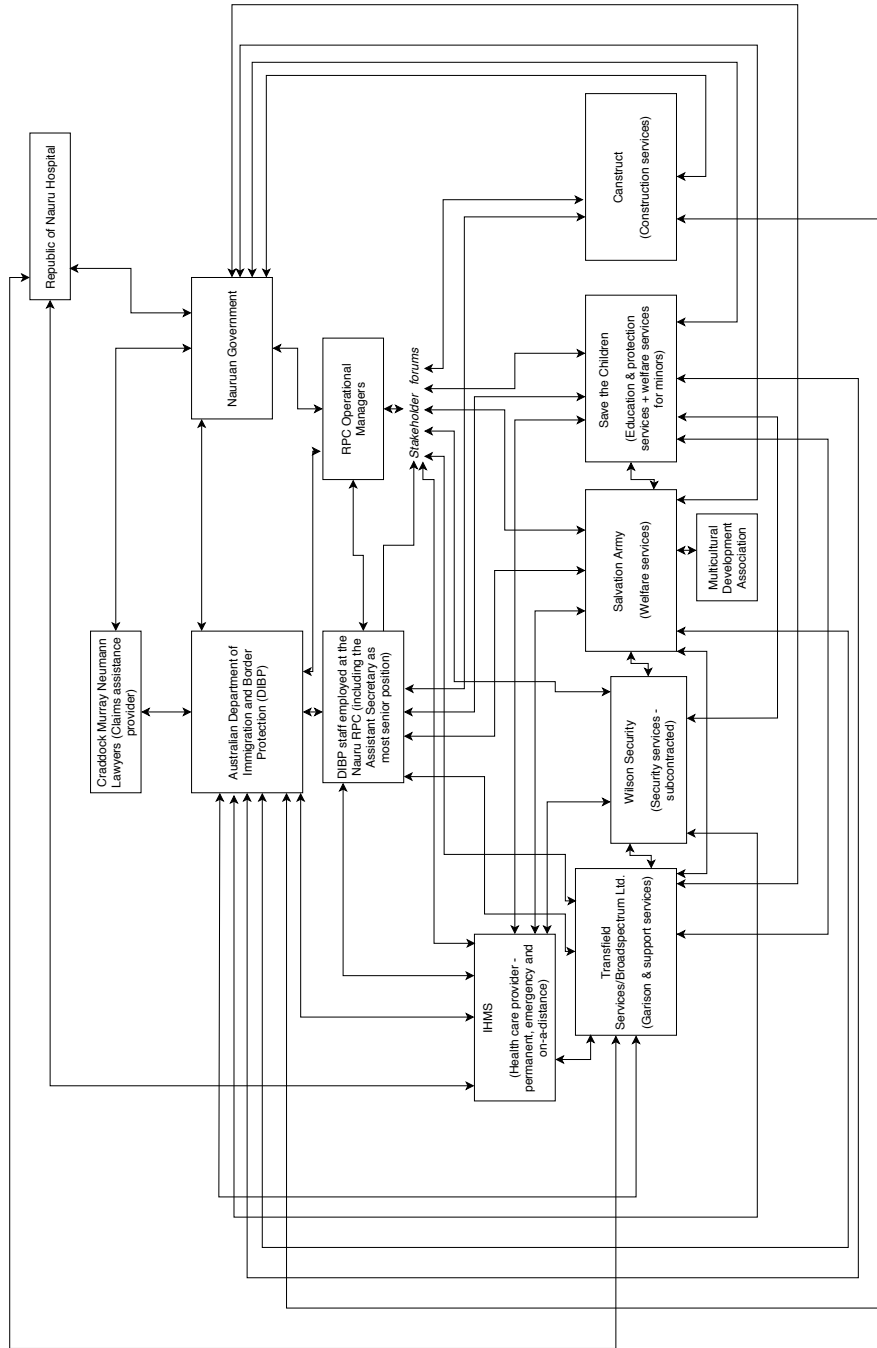 Republic of Nauru Hospital
Craddock Murray Neumann
Lawyers (Claims assistance
provider)
Australian Department of
Immigration and Border
Protection (DIBP)
Nauruan Government
DIBP staff employed at the
Nauru RPC (including the
Assistant Secretary as
most senior position)
RPC Operational
Managers
Stakeholder forums
IHMS
(Health care provider -
permanent, emergency and
on-a-distance)
Transfield
Services/Broadspectrum Ltd.
(Garison & support services)
Wilson Security
(Security services -
subcontracted)
Salvation Army
(Welfare services)
Save the Children
(Education & protection
services + welfare services
for minors)
Canstruct
(Construction services)
Multicultural
Development
Association